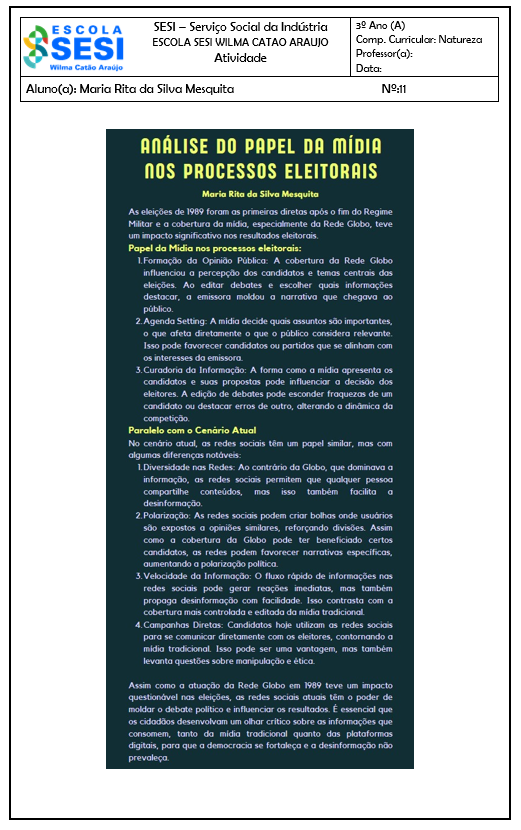 ESCOLA
SESI
Wilma Catão Araújo
SESI – Serviço Social da Indústria
ESCOLA SESI WILMA CATAO ARAUJO
Atividade
3º Ano (A)
Comp. Curricular: Natureza
Professor(a):
Data:
Aluno(a): Maria Rita da Silva Mesquita Nº:11
ANÁLISE DO PAPEL DA MÍDIA
NOS PROCESSOS ELEITORAIS
Maria Rita da Silva Mesquita
As eleições de 1989 foram as primeiras diretas após o fim do Regime
Militar e a cobertura da mídia, especialmente da Rede Globo, teve
um impacto significativo nos resultados eleitorais.
Papel da Mídia nos processos eleitorais:
1. Formação da Opinião Pública: A cobertura da Rede Globo
influenciou a percepção dos candidatos e temas centrais das
eleições. Ao editar debates e escolher quais informações
destacar, a emissora moldou a narrativa que chegava ao
público.
2. Agenda Setting: A mídia decide quais assuntos são importantes,
o que afeta diretamente o que o público considera relevante.
Isso pode favorecer candidatos ou partidos que se alinham com
os interesses da emissora.
3. Curadoria da Informação: A forma como a mídia apresenta os
candidatos e suas propostas pode influenciar a decisão dos
eleitores. A edição de debates pode esconder fraquezas de um
candidato ou destacar erros de outro, alterando a dinâmica da
competição.
Paralelo com o Cenário Atual
No cenário atual, as redes sociais têm um papel similar, mas com
algumas diferenças notáveis:
1. Diversidade nas Redes: Ao contrário da Globo, que dominava a
informação, as redes sociais permitem que qualquer pessoa
compartilhe conteúdos, mas isso também facilita a
desinformação.
2. Polarização: As redes sociais podem criar bolhas onde usuários
são expostos a opiniões similares, reforçando divisões. Assim
como a cobertura da Globo pode ter beneficiado certos
candidatos, as redes podem favorecer narrativas específicas,
aumentando a polarização política.
3. Velocidade da Informação: O fluxo rápido de informações nas
redes sociais pode gerar reações imediatas, mas também
propaga desinformação com facilidade. Isso contrasta com a
cobertura mais controlada e editada da mídia tradicional.
4. Campanhas Diretas: Candidatos hoje utilizam as redes sociais
para se comunicar diretamente com os eleitores, contornando a
mídia tradicional. Isso pode ser uma vantagem, mas também
levanta questões sobre manipulação e ética.
Assim como a atuação da Rede Globo em 1989 teve um impacto
questionável nas eleições, as redes sociais atuais têm o poder de
moldar o debate político e influenciar os resultados. É essencial que
os cidadãos desenvolvam um olhar crítico sobre as informações que
consomem, tanto da mídia tradicional quanto das plataformas
digitais, para que a democracia se fortaleça e a desinformação não
prevaleça.